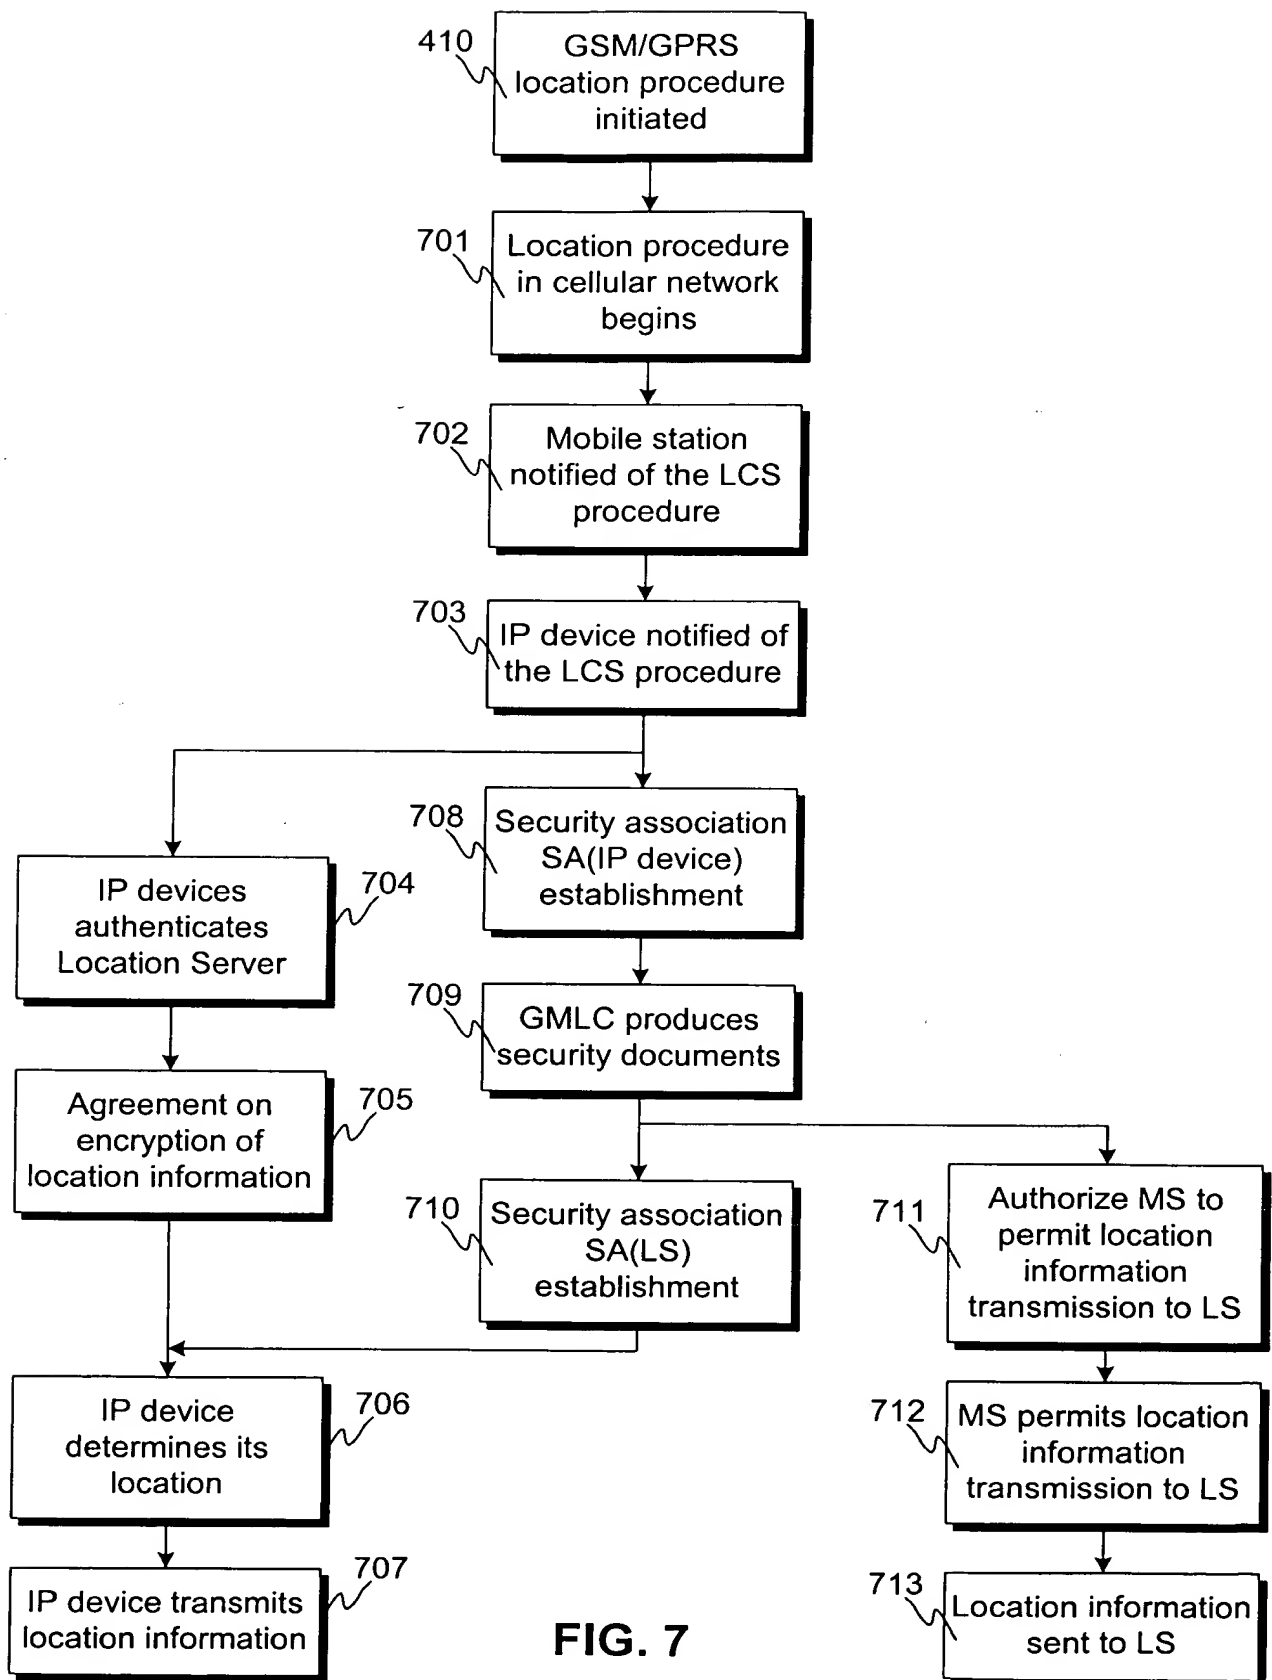 410
GSM/GPRS
location procedure
initiated
701
Location procedure
in cellular network
begins
702
Mobile station
notified of the LCS
procedure
703
IP device notified of
the LCS procedure
708
Security association
SA(IP device)
establishment
704
IP devices
authenticates
Location Server
709
GMLC produces
security documents
705
Agreement on
encryption of
location information
710
Security association
SA(LS)
establishment
711
Authorize MS to
permit location
information
transmission to LS
706
IP device
determines its
location
712
MS permits location
information
transmission to LS
707
IP device transmits
location information
713
Location information
sent to LS
FIG. 7